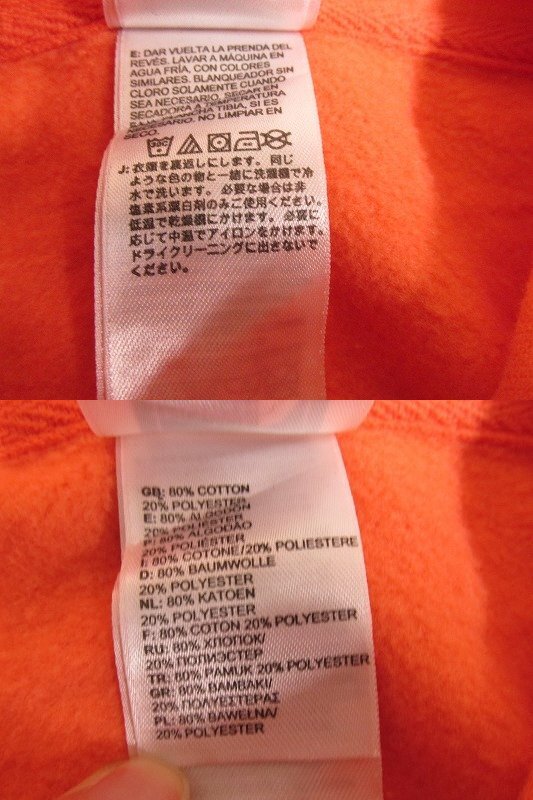 E: DAR VUELTA LA PRENDA DEL
REVÉS. LAVAR A MÁQUINA EN
AGUA FRÍA, CON COLORES
SIMILARES. BLANQUEADOR SIN
CLORO SOLAMENTE CUANDO
SEA NECESARIO. SECAR EN
SECADORA A TEMPERATURA
BAJA. PLANCHA TIBIA, SI ES
NECESARIO. NO LIMPIAR EN
SECO.
J: 衣類を裏返しにします。同じ
ような色の物と一緒に洗濯機で冷
水で洗います。必要な場合は非
塩素系漂白剤のみご使用ください。
低温で乾燥機にかけます。必要に
応じて中温でアイロンをかけます。
ドライクリーニングに出さないで
ください。
GB: 80% COTTON
20% POLYESTER
E: 80% ALGODON
20% POLIESTER
P: 80% ALGODÃO
20% POLIÉSTER
I: 80% COTONE/20% POLIESTERE
D: 80% BAUMWOLLE
20% POLYESTER
NL: 80% KATOEN
20% POLYESTER
F: 80% COTON 20% POLYESTER
RU: 80% ХЛОПОК/
20% ПОЛИЭСТЕР
TR: 80% PAMUK 20% POLYESTER
GR: 80% ΒΑΜΒΑΚΙ/
20% ΠΟΛΥΕΣΤΕΡΑΣ
PL: 80% BAWEŁNA/
20% POLYESTER